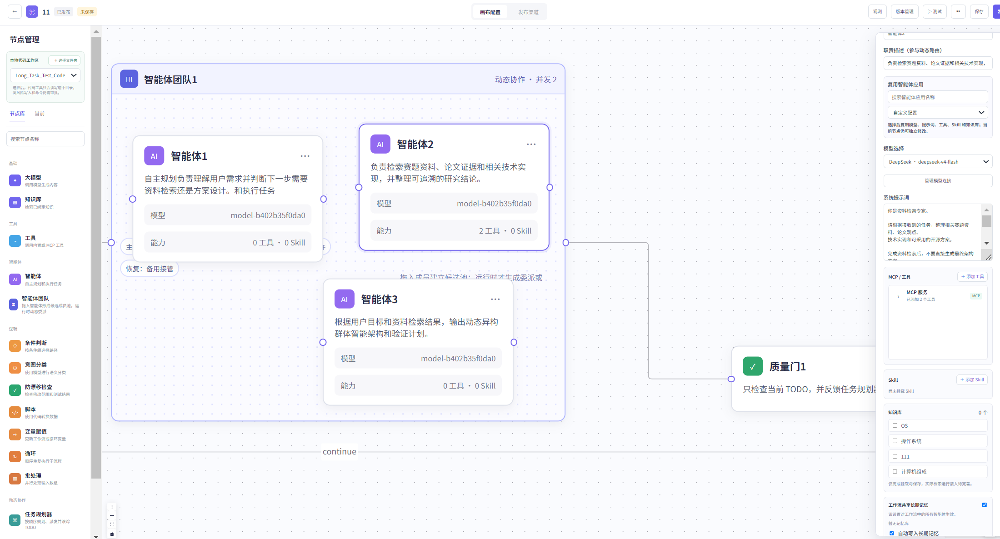 ←
⌘
11
已发布
未保存
画布配置
发布渠道
观测
版本管理
▷ 测试
保存
节点管理
本地代码工作区
＋ 选择文件夹
Long_Task_Test_Code
选择后，代码工具只会读写这个目录；
高风险写入和命令仍需审批。
节点库
当前
搜索节点名称
基础
大模型
调用模型生成内容
知识库
检索已绑定知识
工具
工具
调用内置或 MCP 工具
智能体
AI
智能体
自主规划和执行任务
智能体团队
拖入智能体形成候选成员池，运
行时动态委派
逻辑
条件判断
按条件组选择路径
意图分类
使用模型进行语义分类
防漂移检查
检查修改范围和测试结果
</>
脚本
使用代码转换数据
变量赋值
更新工作流或循环变量
循环
顺序重复执行子流程
批处理
并行处理输入数组
动态协作
任务规划器
按顺序规划、派发并跟踪
TODO
智能体团队1
动态协作 · 并发 2
AI
智能体1
···
自主规划负责理解用户需求并判断下一步需要
资料检索还是方案设计。和执行任务
模型
model-b402b35f0da0
能力
0 工具 · 0 Skill
主
恢复：备用接管
AI
智能体2
···
负责检索赛题资料、论文证据和相关技术实
现，并整理可追溯的研究结论。
模型
model-b402b35f0da0
能力
2 工具 · 0 Skill
拖入成员建立候选池；运行时才生成委派或
AI
智能体3
···
根据用户目标和资料检索结果，输出动态异构
群体智能架构和验证计划。
模型
model-b402b35f0da0
能力
0 工具 · 0 Skill
continue
✓
质量门1
只检查当前 TODO，并反馈任务规划
智能体2
职责描述（参与动态路由）
负责检索赛题资料、论文证据和相关技术实现，
复用智能体应用
搜索智能体应用名称
自定义配置
选择后复制模型、提示词、工具、Skill 和知识库；当
前节点仍可独立修改。
模型选择
DeepSeek · deepseek-v4-flash
管理模型连接
系统提示词
你是资料检索专家。
请根据接收到的任务，整理相关赛题资
料、论文观点、
技术实现和可采用的开源方案。
完成资料检索后，不要直接生成最终架构
方案
MCP / 工具
＋ 添加工具
MCP 服务
已添加 2 个工具
MCP
Skill
＋ 添加 Skill
尚未挂载 Skill
知识库
0 个
OS
操作系统
111
计算机组成
仅完成挂载与保存，实际检索运行接入待完善。
工作流共享长期记忆
该设置对工作流中的所有智能体生效。
暂无记忆库
自动写入长期记忆